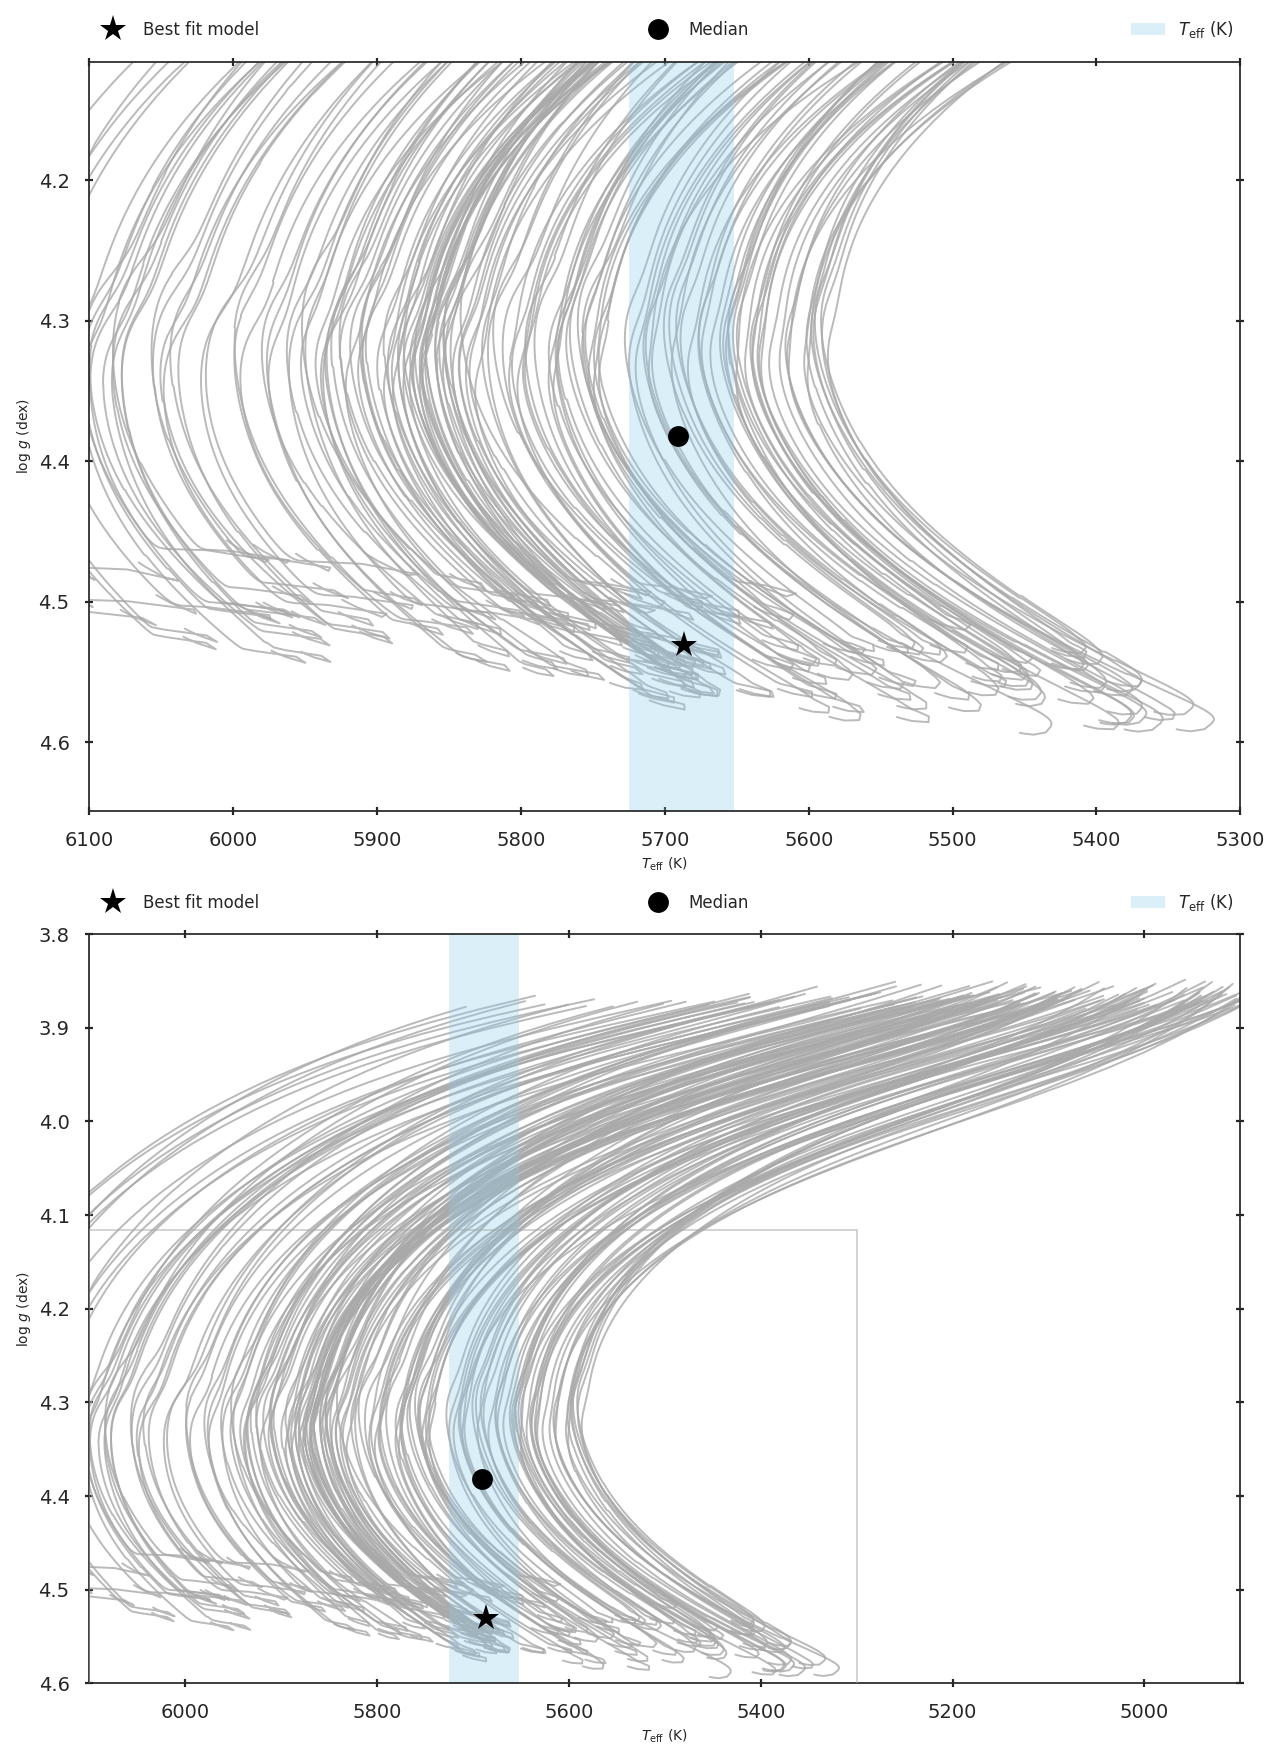 Best fit model Median T_eff (K)
4.2
4.3
4.4
4.5
4.6
log g (dex)
6100 6000 5900 5800 5700 5600 5500 5400 5300
T_eff (K)
Best fit model Median T_eff (K)
3.8
3.9
4.0
4.1
4.2
4.3
4.4
4.5
4.6
log g (dex)
6000 5800 5600 5400 5200 5000
T_eff (K)